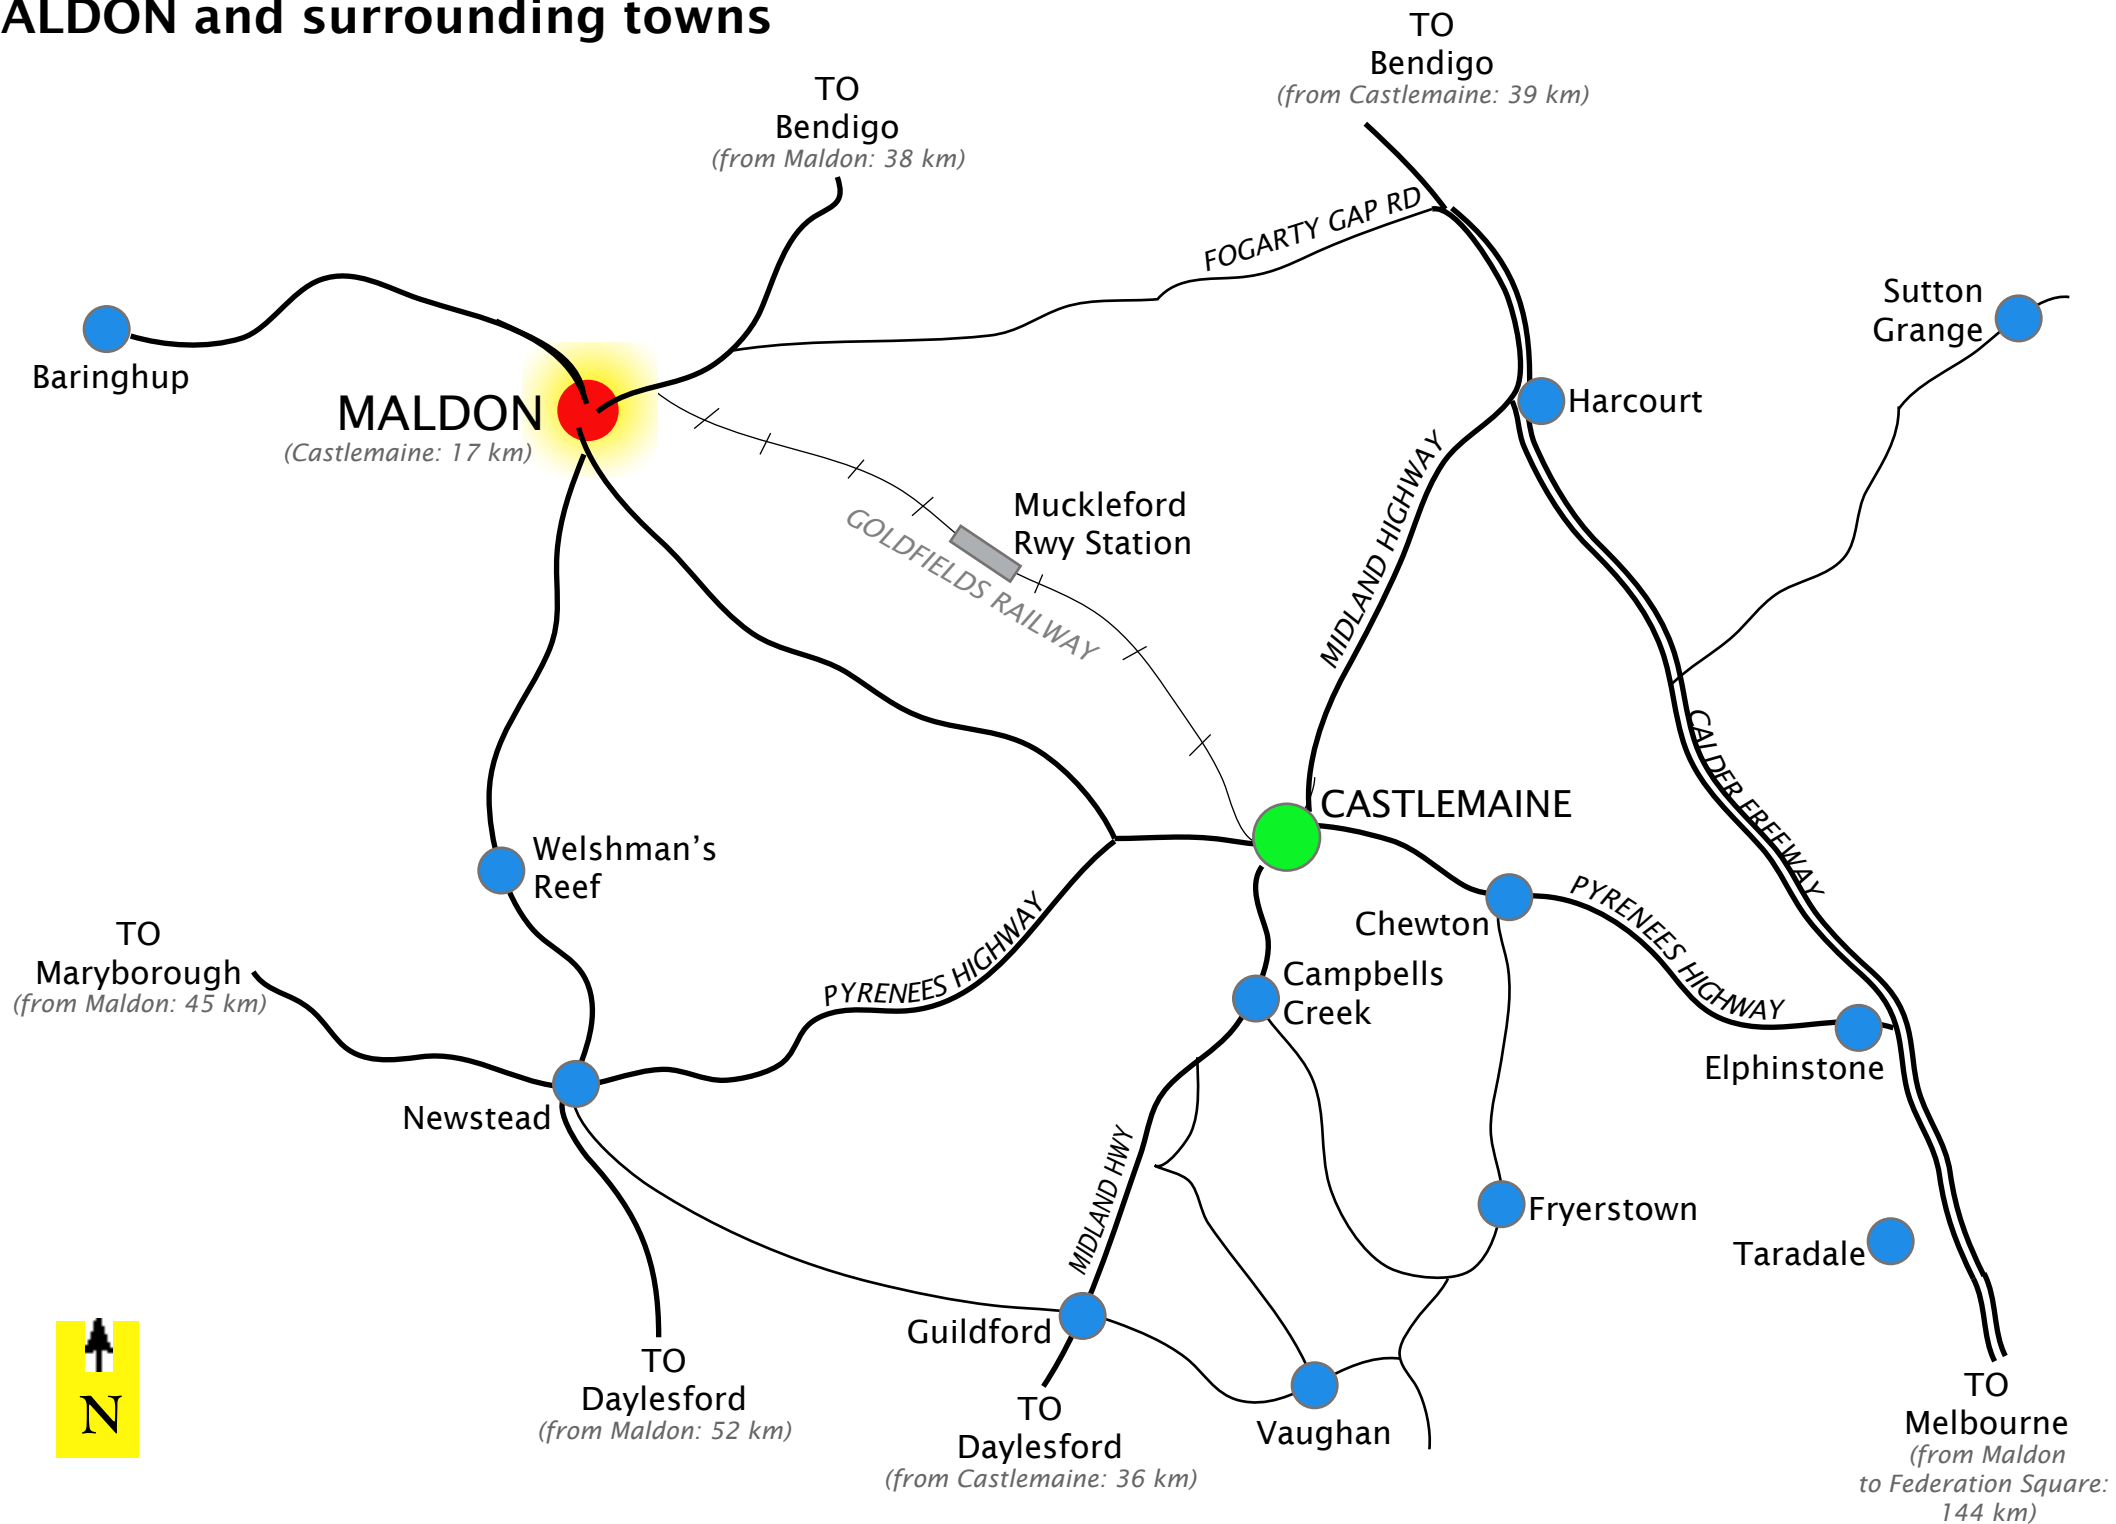 ALDON and surrounding towns
TO
Bendigo
(from Castlemaine: 39 km)
TO
Bendigo
(from Maldon: 38 km)
FOGARTY GAP RD
Sutton
Grange
Baringhup
MALDON
(Castlemaine: 17 km)
Harcourt
MIDLAND HIGHWAY
Muckleford
Rwy Station
GOLDFIELDS RAILWAY
CALDER FREEWAY
CASTLEMAINE
Welshman’s
Reef
Chewton
PYRENEES HIGHWAY
PYRENEES HIGHWAY
TO
Maryborough
(from Maldon: 45 km)
Campbells
Creek
Elphinstone
Newstead
MIDLAND HWY
Fryerstown
Taradale
Guildford
TO
Daylesford
(from Maldon: 52 km)
N
TO
Daylesford
(from Castlemaine: 36 km)
Vaughan
TO
Melbourne
(from Maldon
to Federation Square:
144 km)